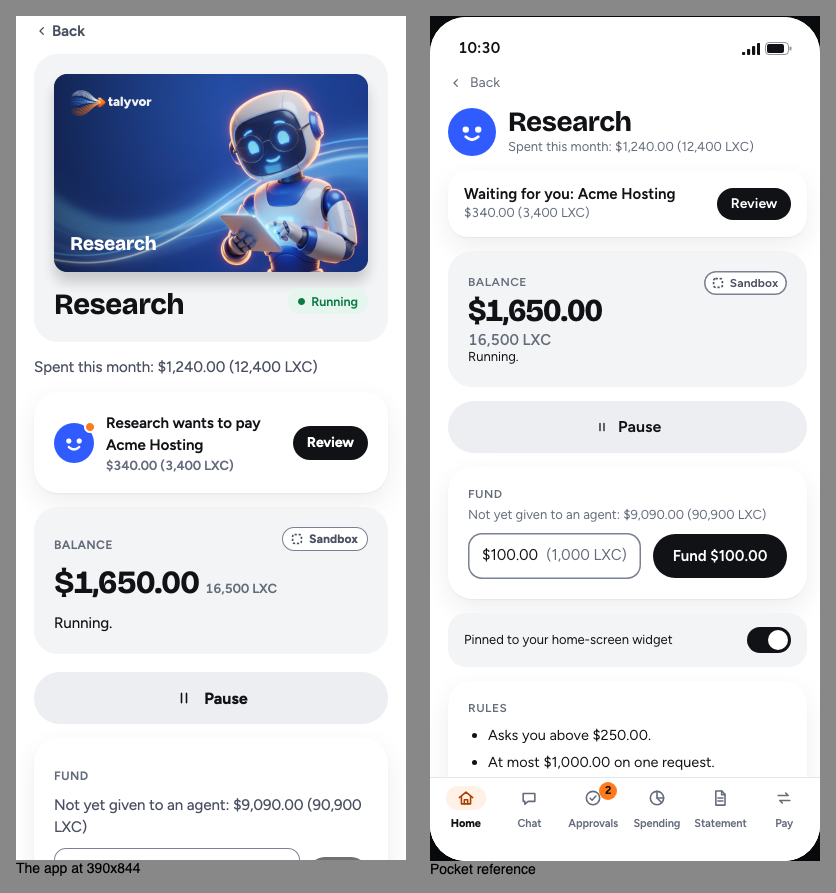 Back
talyvor
Research
Research
Running
Spent this month: $1,240.00 (12,400 LXC)
Research wants to pay
Acme Hosting
$340.00 (3,400 LXC)
Review
Sandbox
BALANCE
$1,650.00 16,500 LXC
Running.
Pause
FUND
Not yet given to an agent: $9,090.00 (90,900
LXC)
The app at 390x844
10:30
Back
Research
Spent this month: $1,240.00 (12,400 LXC)
Waiting for you: Acme Hosting
$340.00 (3,400 LXC)
Review
BALANCE
Sandbox
$1,650.00
16,500 LXC
Running.
Pause
FUND
Not yet given to an agent: $9,090.00 (90,900 LXC)
$100.00 (1,000 LXC)
Fund $100.00
Pinned to your home-screen widget
RULES
• Asks you above $250.00.
• At most $1,000.00 on one request.
2
Home
Chat
Approvals
Spending
Statement
Pay
Pocket reference